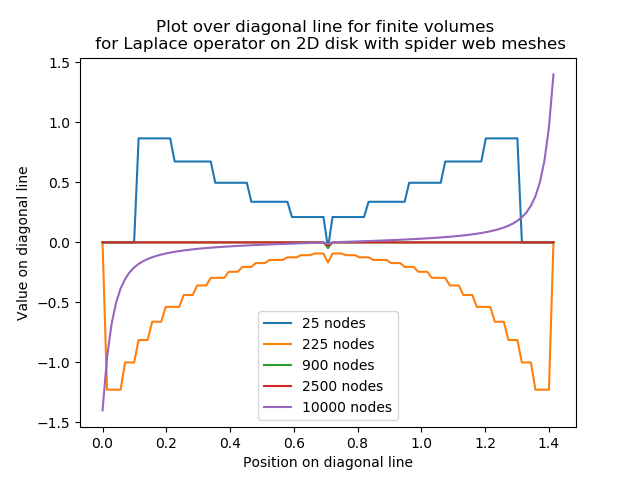 Plot over diagonal line for finite volumes
for Laplace operator on 2D disk with spider web meshes
1.5
1.0
0.5
0.0
−0.5
−1.0
−1.5
Value on diagonal line
25 nodes
225 nodes
900 nodes
2500 nodes
10000 nodes
0.0 0.2 0.4 0.6 0.8 1.0 1.2 1.4
Position on diagonal line